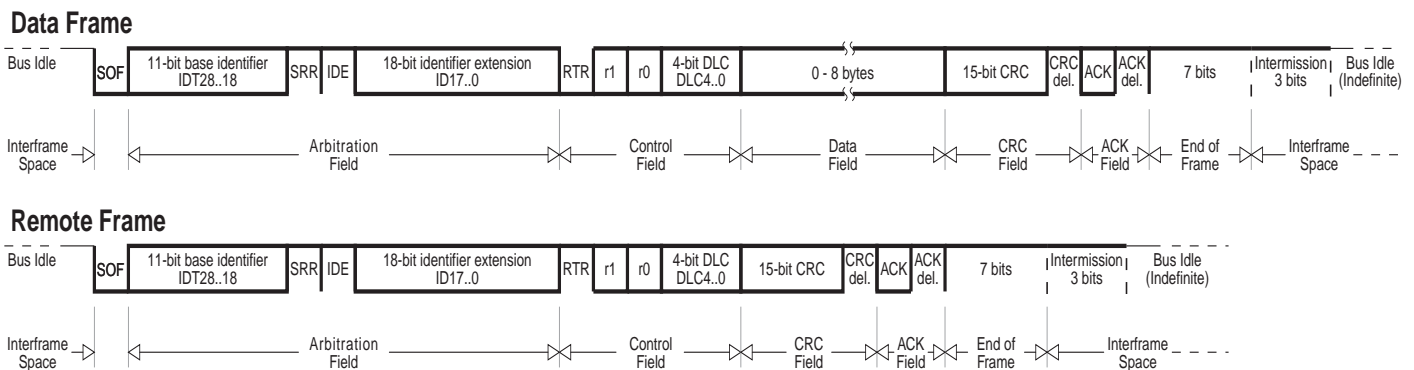 Data Frame
Bus Idle
SOF
11-bit base identifier
IDT28..18
SRR
IDE
18-bit identifier extension
ID17..0
RTR
r1
r0
4-bit DLC
DLC4..0
0 - 8 bytes
15-bit CRC
CRC
del.
ACK
ACK
del.
7 bits
Intermission
3 bits
Bus Idle
(Indefinite)
Interframe
Space
Arbitration
Field
Control
Field
Data
Field
CRC
Field
ACK
Field
End of
Frame
Interframe
Space
Remote Frame
Bus Idle
SOF
11-bit base identifier
IDT28..18
SRR
IDE
18-bit identifier extension
ID17..0
RTR
r1
r0
4-bit DLC
DLC4..0
15-bit CRC
CRC
del.
ACK
ACK
del.
7 bits
Intermission
3 bits
Bus Idle
(Indefinite)
Interframe
Space
Arbitration
Field
Control
Field
CRC
Field
ACK
Field
End of
Frame
Interframe
Space